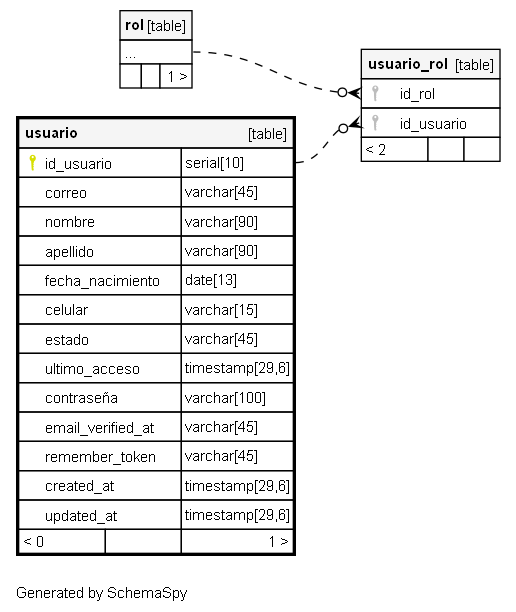 rol [table]
...
1 >
usuario_rol [table]
id_rol
id_usuario
< 2
usuario [table]
id_usuario serial[10]
correo varchar[45]
nombre varchar[90]
apellido varchar[90]
fecha_nacimiento date[13]
celular varchar[15]
estado varchar[45]
ultimo_acceso timestamp[29,6]
contraseña varchar[100]
email_verified_at varchar[45]
remember_token varchar[45]
created_at timestamp[29,6]
updated_at timestamp[29,6]
< 0 1 >
Generated by SchemaSpy